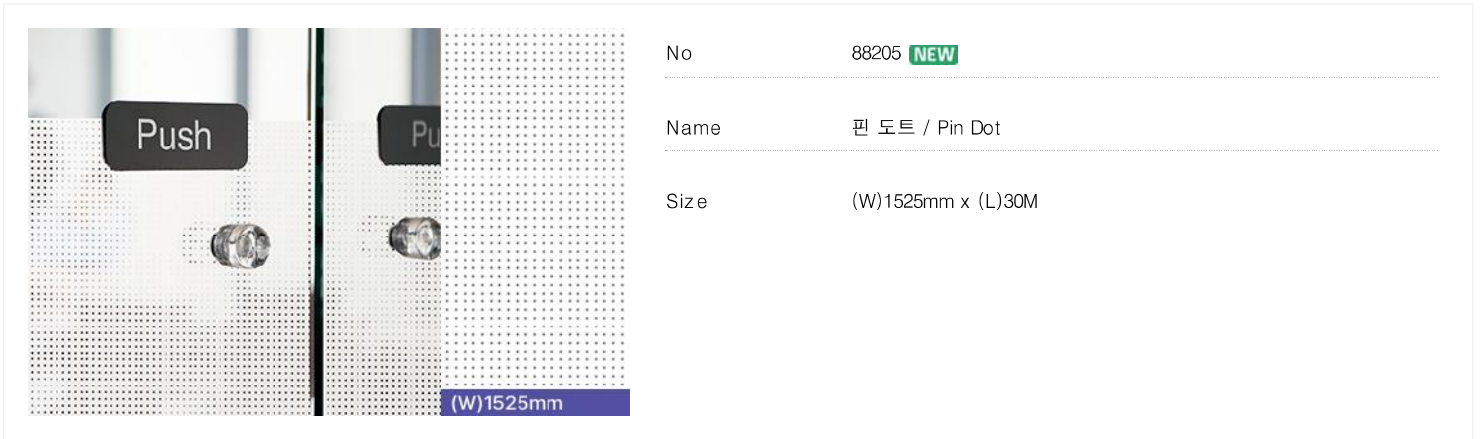 Push
Pu
(W)1525mm
No 88205 NEW
Name 핀 도트 / Pin Dot
Size (W)1525mm x (L)30M